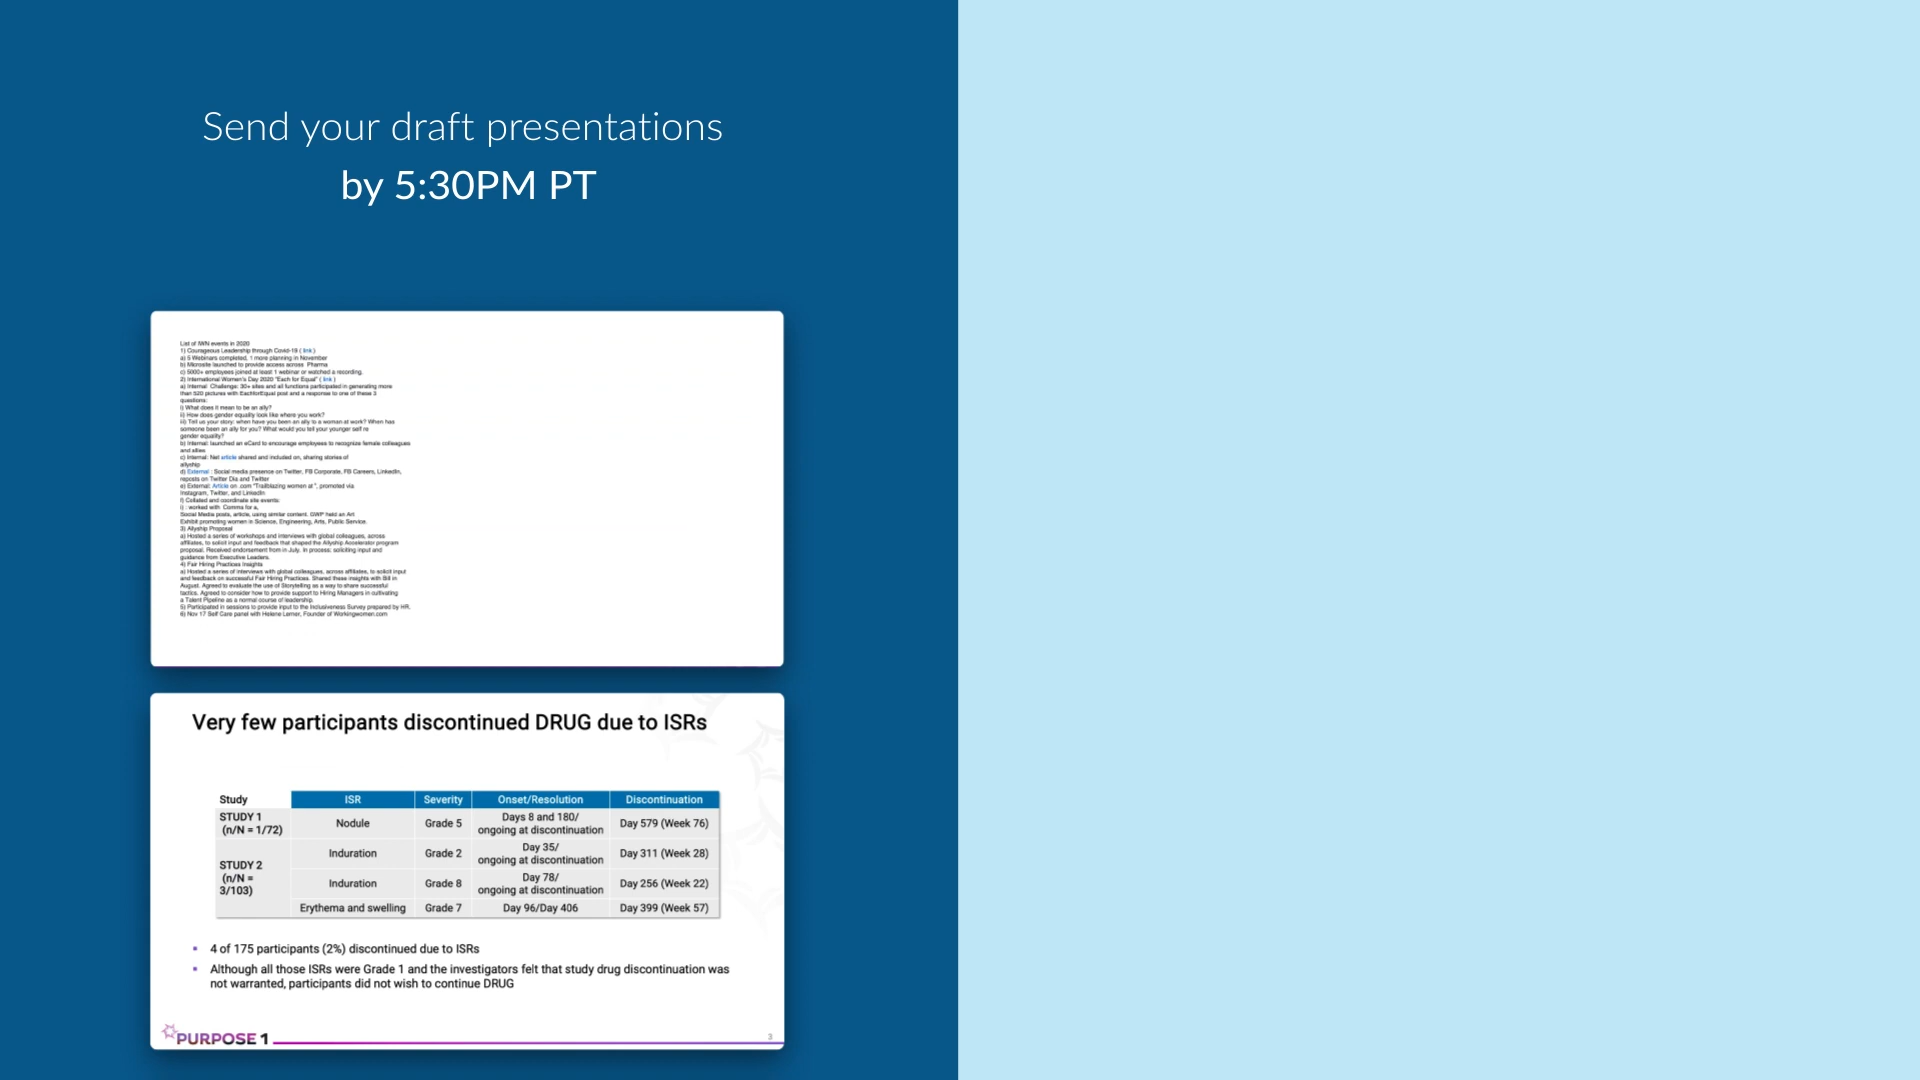 Send your draft presentations
by 5:30PM PT
List of IWN events in 2020
1) Courageous Leadership through Covid-19 ( link )
a) 5 Webinars completed, 1 more planning in November
b) Microsite launched to provide access across Pharma
c) 5000+ employees joined at least 1 webinar or watched a recording.
2) International Women's Day 2020 "Each for Equal" ( link )
a) Internal: Challenge: 30+ sites and all functions participated in generating more
than 520 pictures with EachforEqual post and a response to one of these 3
questions:
i) What does it mean to be an ally?
ii) How does gender equality look like where you work?
iii) Tell us your story: when have you been an ally to a woman at work? When has
someone been an ally for you? What would you tell your younger self re
gender equality?
b) Internal: launched an eCard to encourage employees to recognize female colleagues
and allies
c) Internal: Net article shared and included on, sharing stories of
allyship
d) External : Social media presence on Twitter, FB Corporate, FB Careers, LinkedIn,
reposts on Twitter Dia and Twitter
e) External: Article on .com "Trailblazing women at ", promoted via
Instagram, Twitter, and LinkedIn
f) Collated and coordinate site events:
i) : worked with Comms for a,
Social Media posts, article, using similar content. GWP held an Art
Exhibit promoting women in Science, Engineering, Arts, Public Service.
3) Allyship Proposal
a) Hosted a series of workshops and interviews with global colleagues, across
affiliates, to solicit input and feedback that shaped the Allyship Accelerator program
proposal. Received endorsement from in July. In process: soliciting input and
guidance from Executive Leaders.
4) Fair Hiring Practices Insights
a) Hosted a series of interviews with global colleagues, across affiliates, to solicit input
and feedback on successful Fair Hiring Practices. Shared these insights with Bill in
August. Agreed to evaluate the use of Storytelling as a way to share successful
tactics. Agreed to consider how to provide support to Hiring Managers in cultivating
a Talent Pipeline as a normal course of leadership.
5) Participated in sessions to provide input to the Inclusiveness Survey prepared by HR.
6) Nov 17 Self Care panel with Helene Lerner, Founder of Workingwomen.com
Very few participants discontinued DRUG due to ISRs
Study ISR Severity Onset/Resolution Discontinuation
STUDY 1
(n/N = 1/72)
Nodule Grade 5
Days 8 and 180/
ongoing at discontinuation
Day 579 (Week 76)
STUDY 2
(n/N =
3/103)
Induration Grade 2
Day 35/
ongoing at discontinuation
Day 311 (Week 28)
Induration Grade 8
Day 78/
ongoing at discontinuation
Day 256 (Week 22)
Erythema and swelling Grade 7 Day 96/Day 406 Day 399 (Week 57)
▪ 4 of 175 participants (2%) discontinued due to ISRs
▪ Although all those ISRs were Grade 1 and the investigators felt that study drug discontinuation was
not warranted, participants did not wish to continue DRUG
PURPOSE 1
3